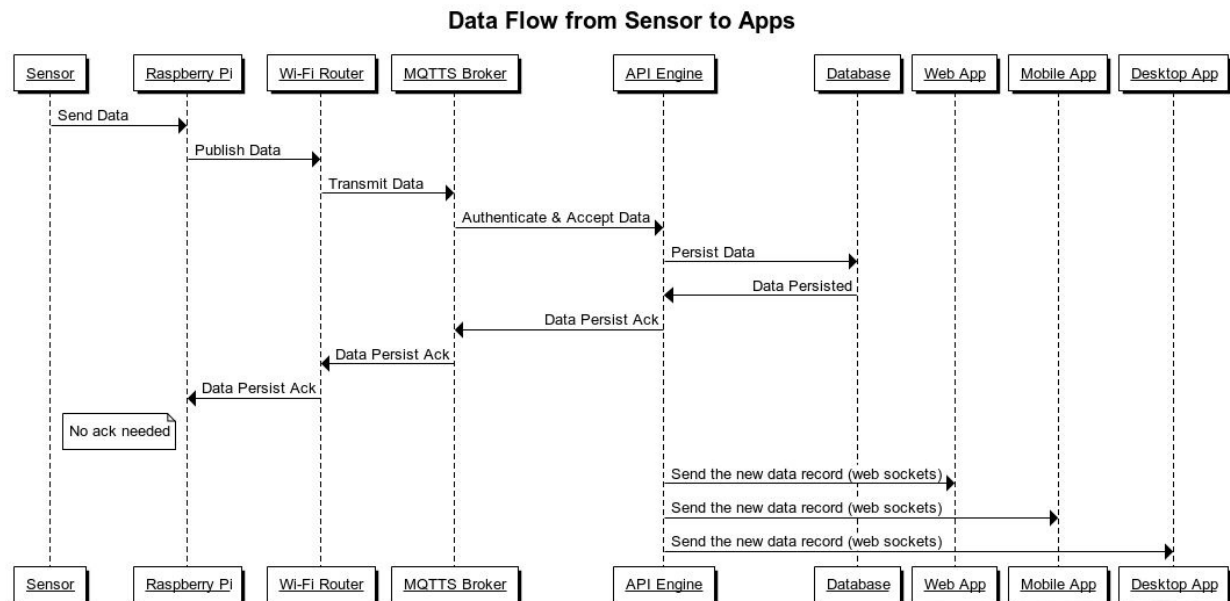 Data Flow from Sensor to Apps
Sensor Raspberry Pi Wi-Fi Router MQTTS Broker API Engine Database Web App Mobile App Desktop App
Send Data
Publish Data
Transmit Data
Authenticate & Accept Data
Persist Data
Data Persisted
Data Persist Ack
Data Persist Ack
Data Persist Ack
No ack needed
Send the new data record (web sockets)
Send the new data record (web sockets)
Send the new data record (web sockets)
Sensor Raspberry Pi Wi-Fi Router MQTTS Broker API Engine Database Web App Mobile App Desktop App